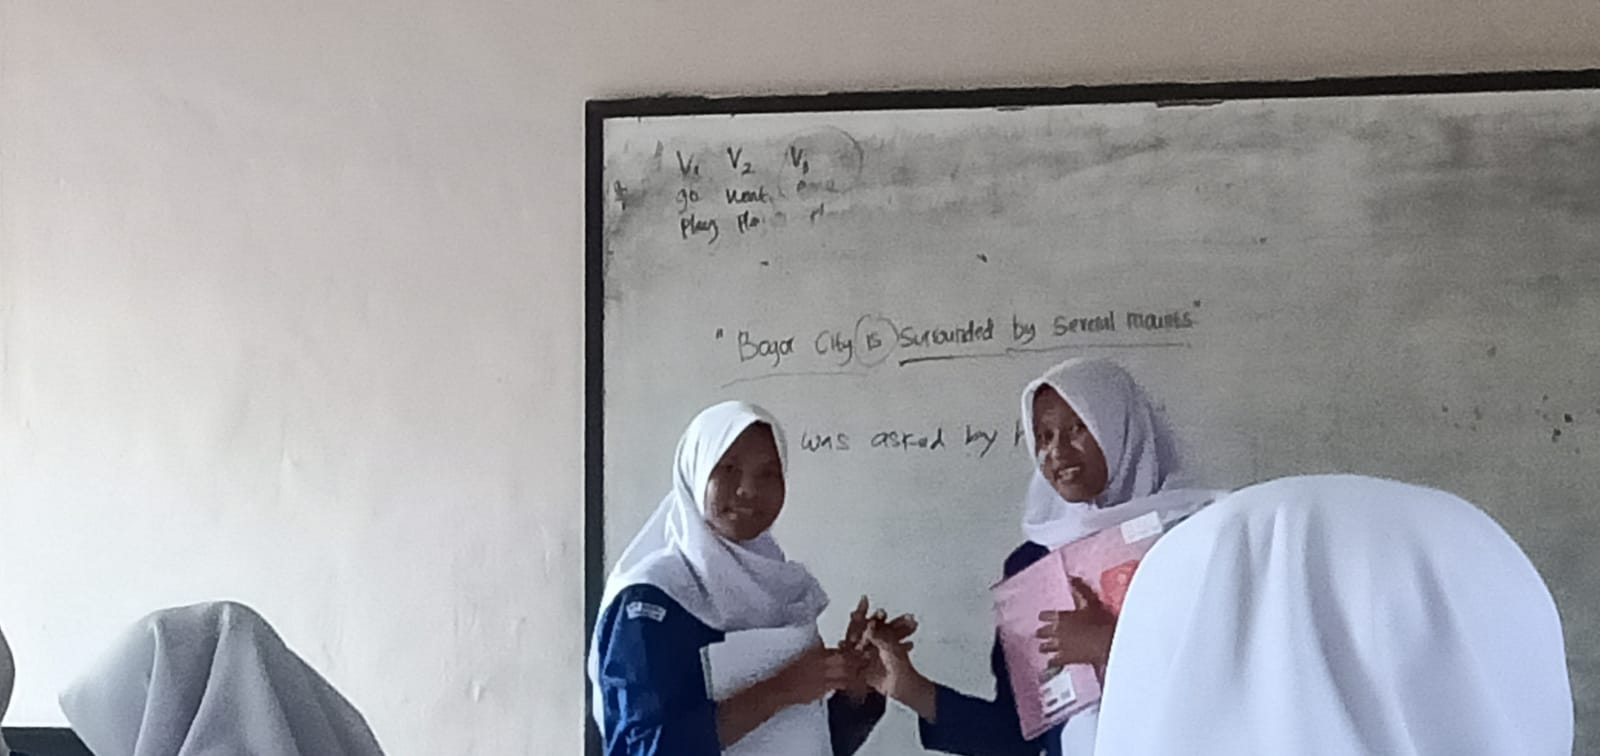 V₁ V₂ V₃
go went
play
"Bogor City is surrounded by several mounts"
was asked by